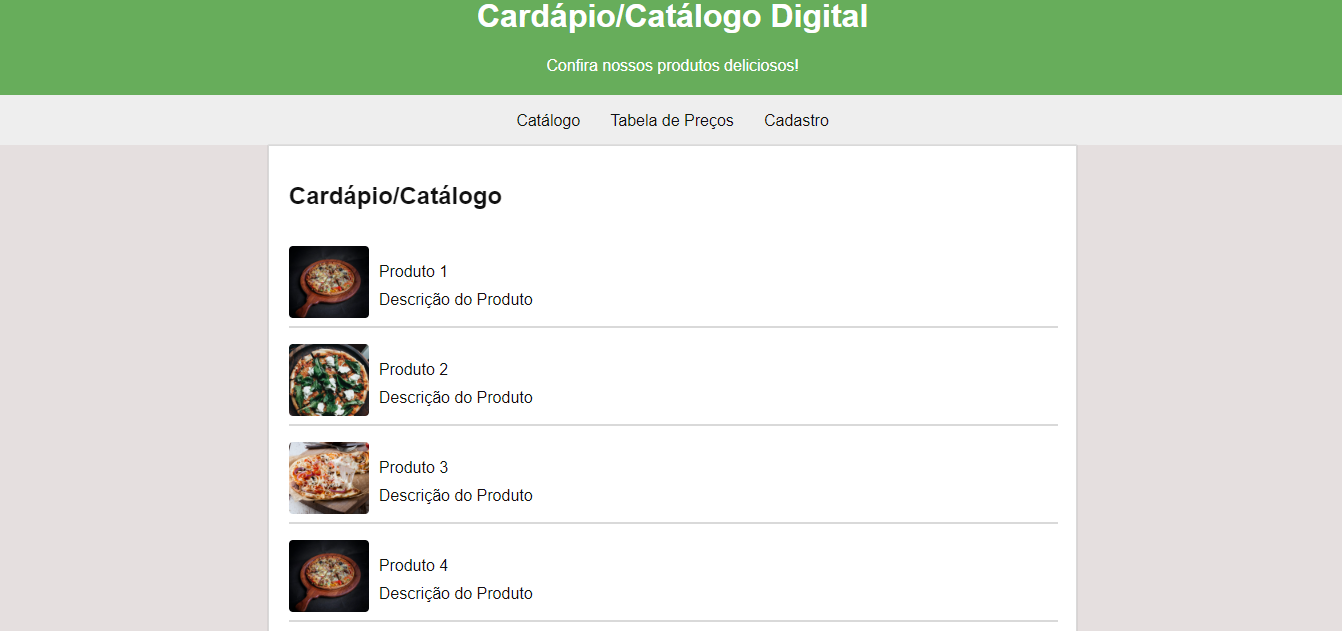 Cardápio/Catálogo Digital
Confira nossos produtos deliciosos!
Catálogo Tabela de Preços Cadastro
Cardápio/Catálogo
Produto 1
Descrição do Produto
Produto 2
Descrição do Produto
Produto 3
Descrição do Produto
Produto 4
Descrição do Produto